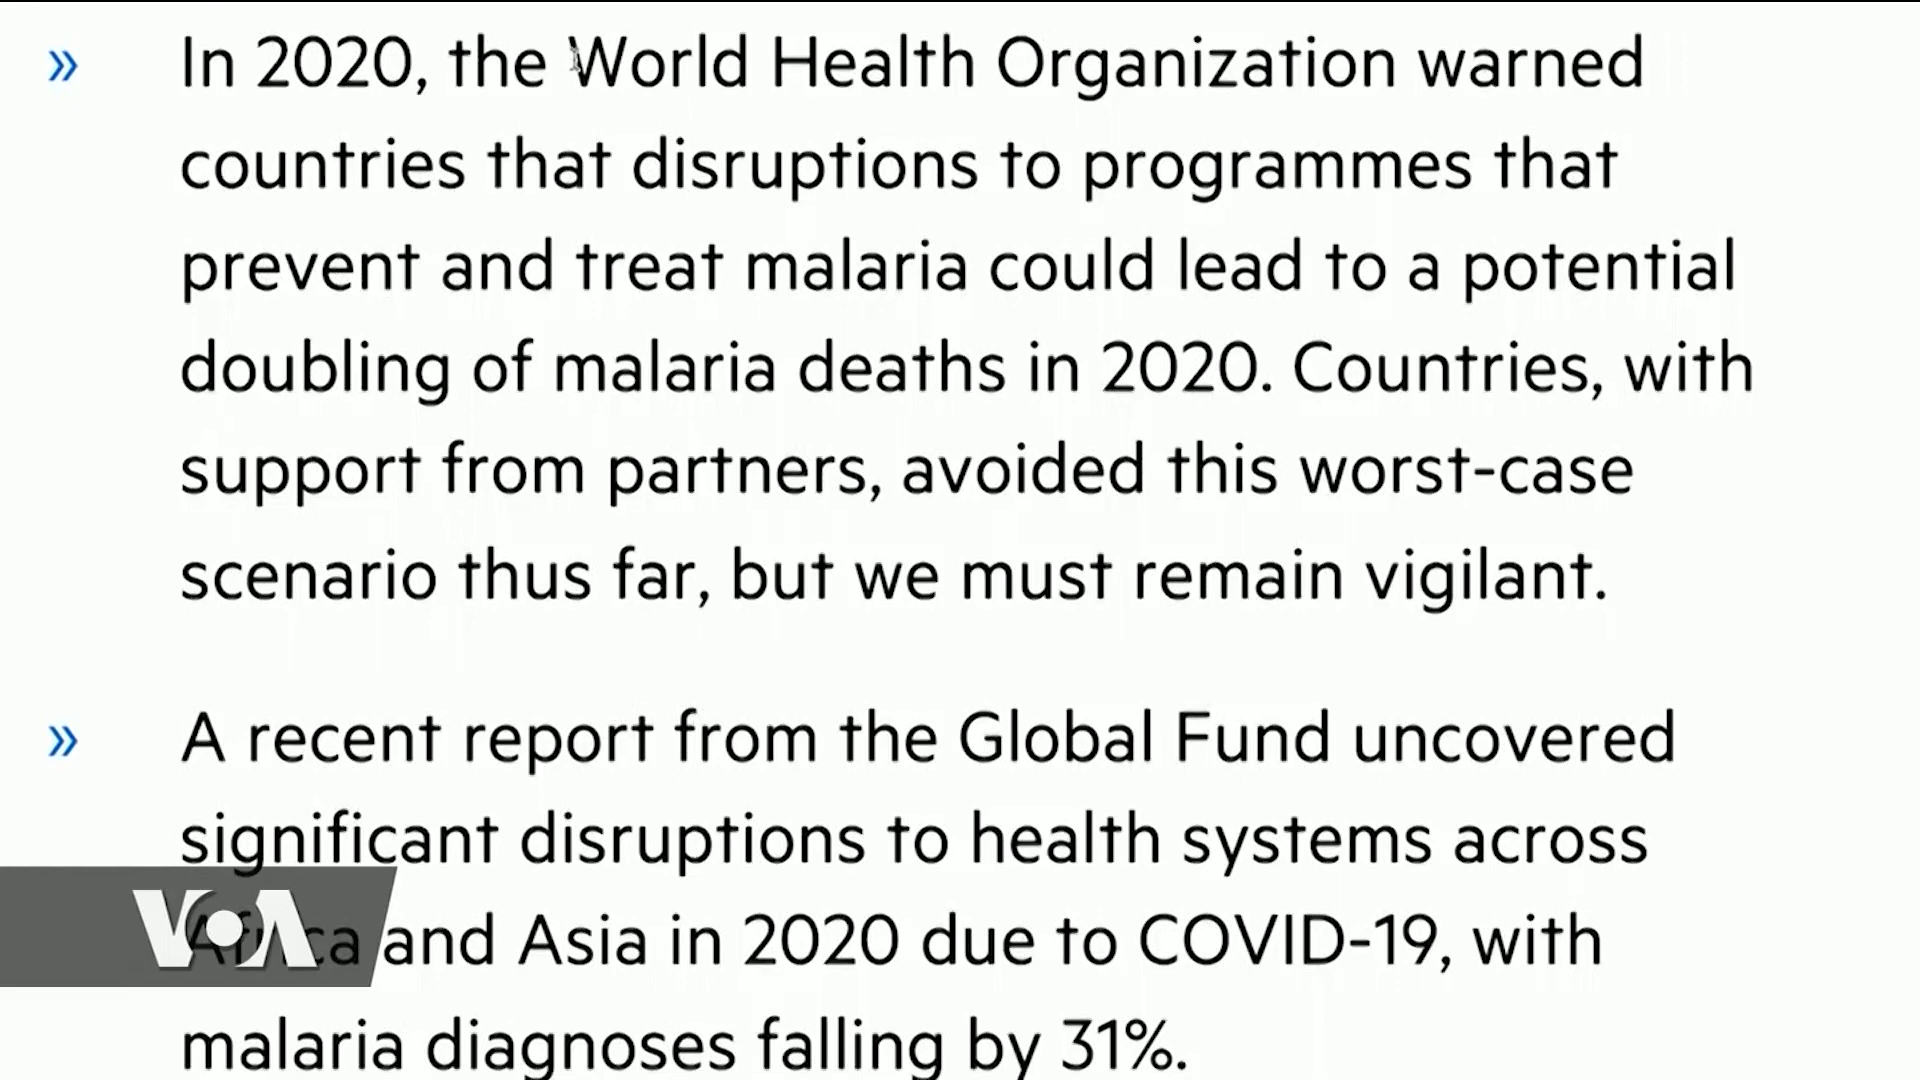 » In 2020, the World Health Organization warned
countries that disruptions to programmes that
prevent and treat malaria could lead to a potential
doubling of malaria deaths in 2020. Countries, with
support from partners, avoided this worst-case
scenario thus far, but we must remain vigilant.
» A recent report from the Global Fund uncovered
significant disruptions to health systems across
Africa and Asia in 2020 due to COVID-19, with
VOA
malaria diagnoses falling by 31%.